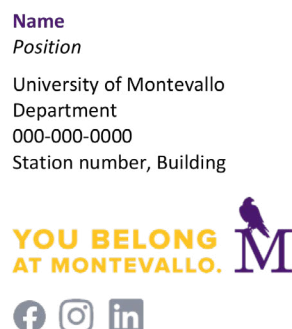 Name
Position
University of Montevallo
Department
000-000-0000
Station number, Building
YOU BELONG
AT MONTEVALLO.
M